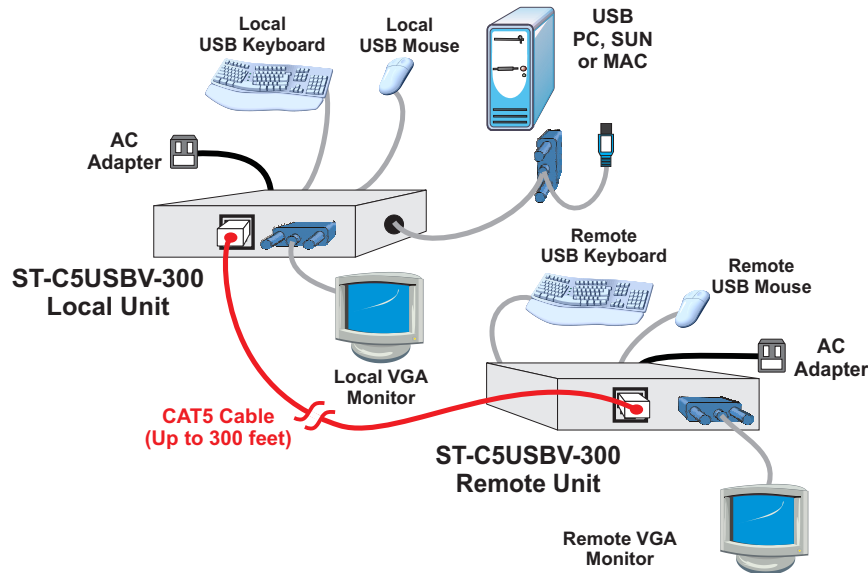 Local
USB Keyboard
Local
USB Mouse
USB
PC, SUN
or MAC
AC
Adapter
ST-C5USBV-300
Local Unit
Local VGA
Monitor
Remote
USB Keyboard
Remote
USB Mouse
AC
Adapter
CAT5 Cable
(Up to 300 feet)
ST-C5USBV-300
Remote Unit
Remote VGA
Monitor